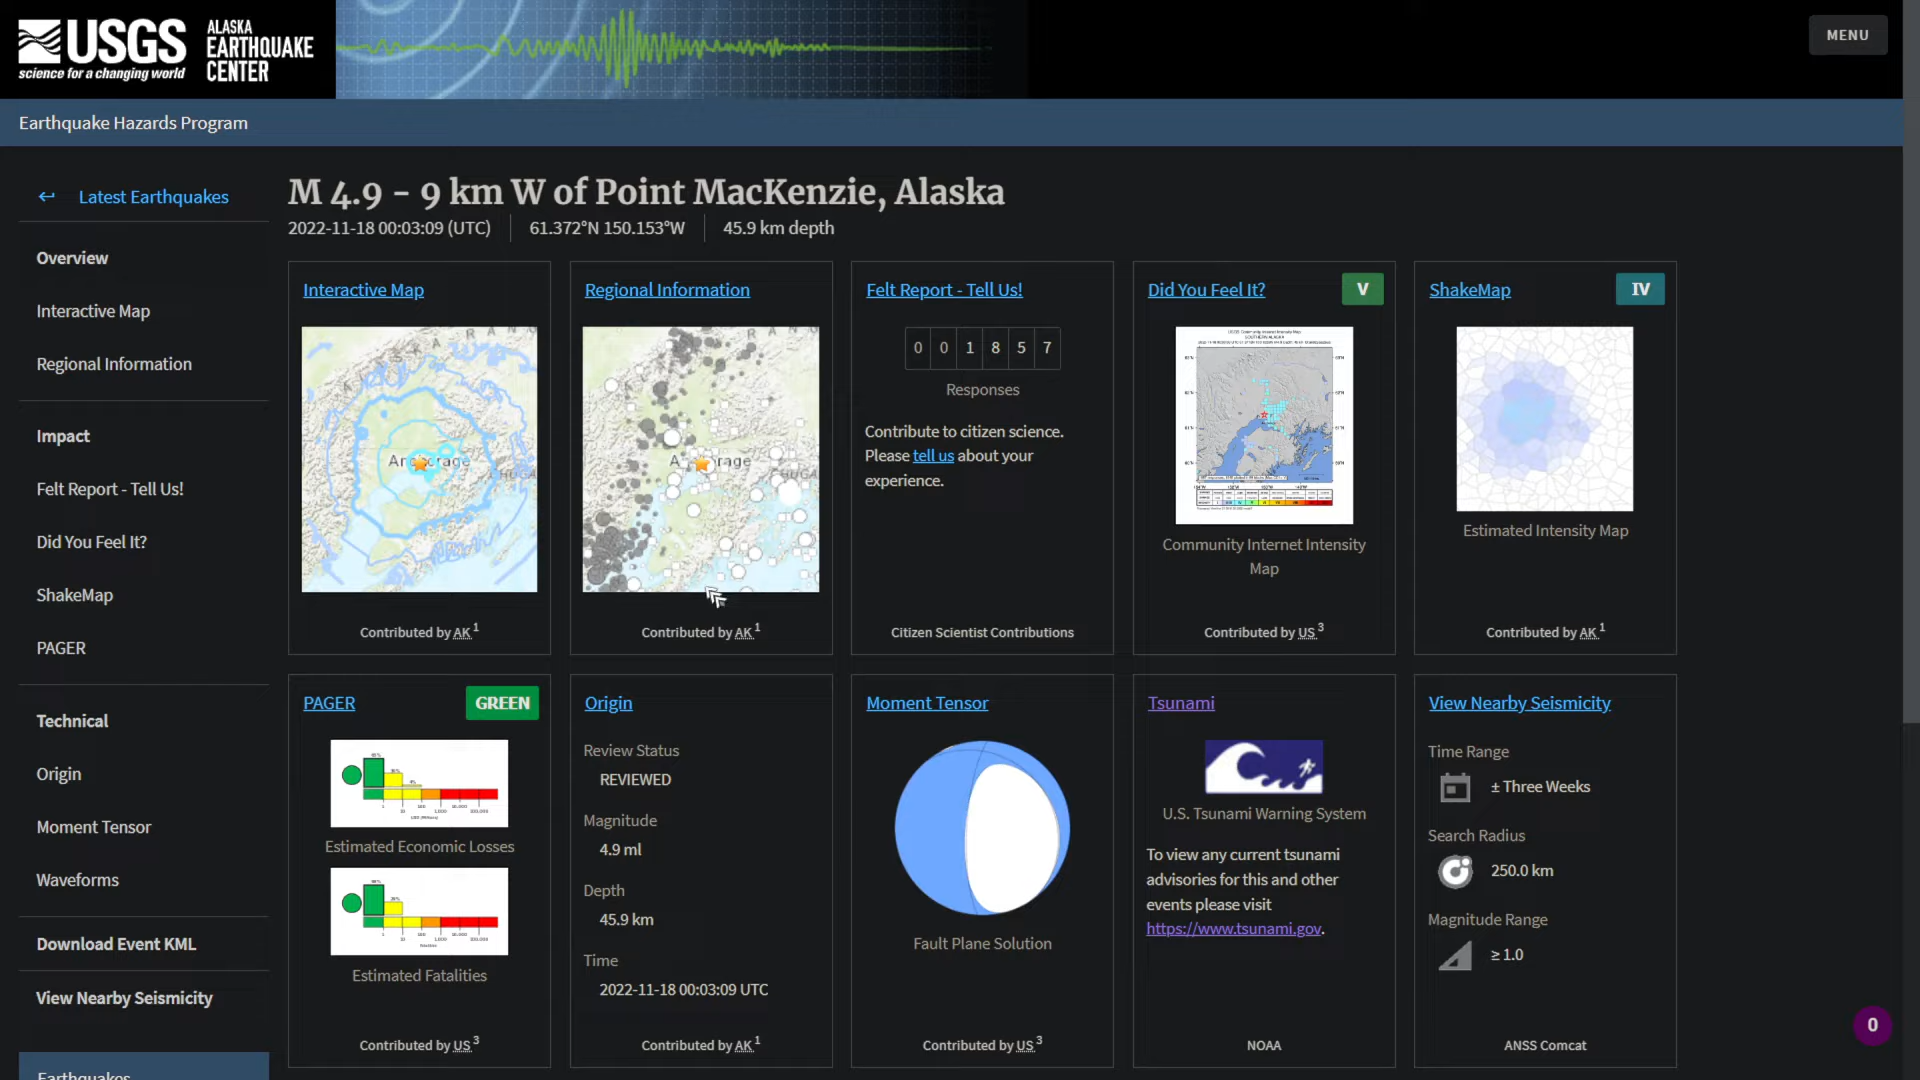 USGS
science for a changing world
ALASKA
EARTHQUAKE
CENTER
MENU
Earthquake Hazards Program
Latest Earthquakes
Overview
Interactive Map
Regional Information
Impact
Felt Report - Tell Us!
Did You Feel It?
ShakeMap
PAGER
Technical
Origin
Moment Tensor
Waveforms
Download Event KML
View Nearby Seismicity
Earthquakes
M 4.9 - 9 km W of Point MacKenzie, Alaska
2022-11-18 00:03:09 (UTC)
61.372°N 150.153°W
45.9 km depth
Interactive Map
Anchorage
Contributed by AK 1
Regional Information
Contributed by AK 1
Felt Report - Tell Us!
0 0 1 8 5 7
Responses
Contribute to citizen science.
Please tell us about your
experience.
Citizen Scientist Contributions
Did You Feel It?
V
Community Internet Intensity
Map
Contributed by US 3
ShakeMap
IV
Estimated Intensity Map
Contributed by AK 1
PAGER
GREEN
Estimated Economic Losses
Estimated Fatalities
Contributed by US 3
Origin
Review Status
REVIEWED
Magnitude
4.9 ml
Depth
45.9 km
Time
2022-11-18 00:03:09 UTC
Contributed by AK 1
Moment Tensor
Fault Plane Solution
Contributed by US 3
Tsunami
U.S. Tsunami Warning System
To view any current tsunami
advisories for this and other
events please visit
https://www.tsunami.gov.
NOAA
View Nearby Seismicity
Time Range
± Three Weeks
Search Radius
250.0 km
Magnitude Range
≥ 1.0
ANSS Comcat
0